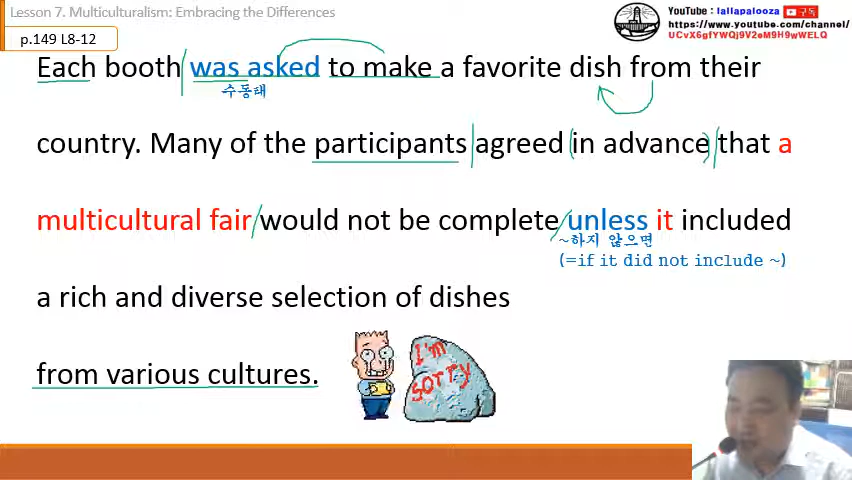 Lesson 7. Multiculturalism: Embracing the Differences
p.149 L8-12
YouTube : lallapalooza 구독
https://www.youtube.com/channel/
UCvX6gfYWQj9V2eM9H9wWELQ
Each booth was asked to make a favorite dish from their
수동태
country. Many of the participants agreed in advance that a
multicultural fair would not be complete unless it included
~하지 않으면
(=if it did not include ~)
a rich and diverse selection of dishes
from various cultures.
I'm
sorry